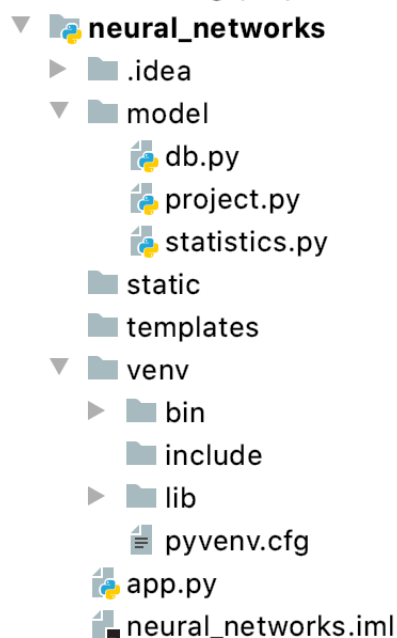 neural_networks
.idea
model
db.py
project.py
statistics.py
static
templates
venv
bin
include
lib
pyvenv.cfg
app.py
neural_networks.iml